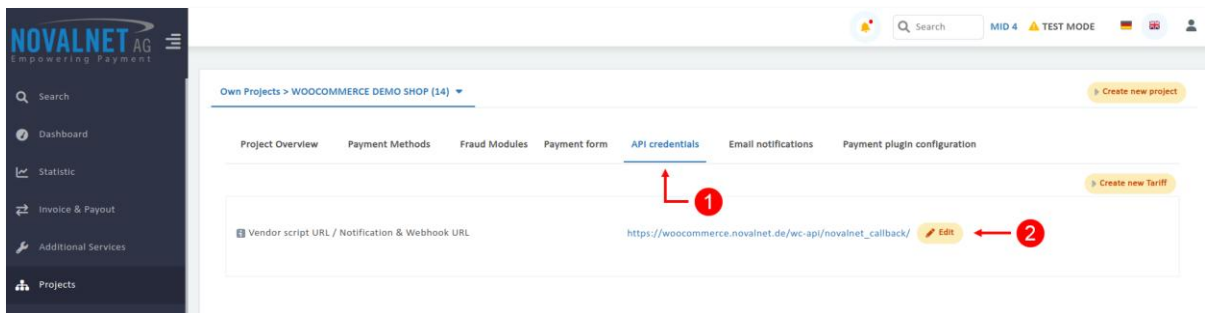 NOVALNET AG
Empowering Payment
Search
MID 4
TEST MODE
Search
Dashboard
Statistic
Invoice & Payout
Additional Services
Projects
Own Projects > WOOCOMMERCE DEMO SHOP (14)
Create new project
Project Overview
Payment Methods
Fraud Modules
Payment form
API credentials
Email notifications
Payment plugin configuration
Create new Tariff
1
Vendor script URL / Notification & Webhook URL
https://woocommerce.novalnet.de/wc-api/novalnet_callback/
Edit
2